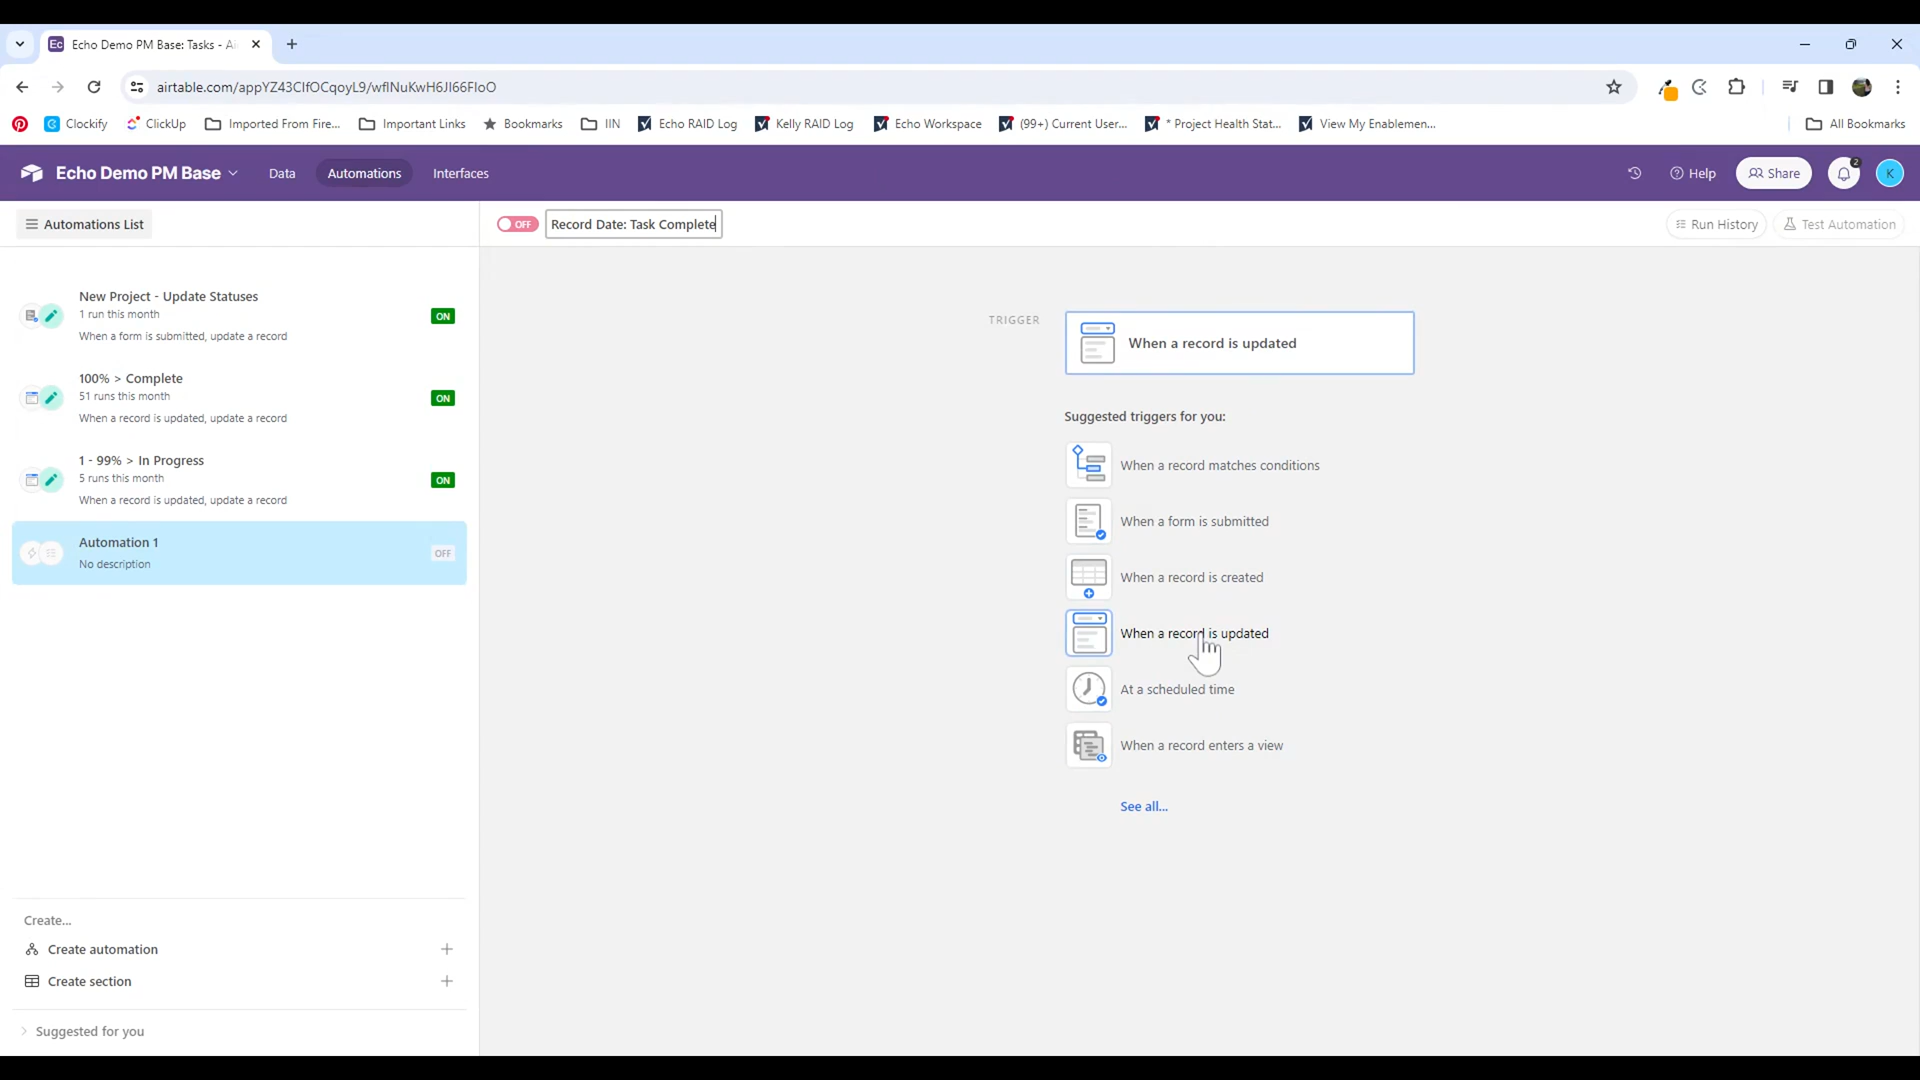 Ec Echo Demo PM Base: Tasks - Ai
airtable.com/appYZ43CIfOCqoyL9/wflNuKwH6JI66FIoO
Clockify
ClickUp
Imported From Fire...
Important Links
Bookmarks
IIN
Echo RAID Log
Kelly RAID Log
Echo Workspace
(99+) Current User...
* Project Health Stat...
View My Enablemen...
All Bookmarks
Echo Demo PM Base
Data
Automations
Interfaces
Help
Share
2
K
Automations List
OFF
Record Date: Task Complete
Run History
Test Automation
New Project - Update Statuses
1 run this month
When a form is submitted, update a record
ON
100% > Complete
51 runs this month
When a record is updated, update a record
ON
1 - 99% > In Progress
5 runs this month
When a record is updated, update a record
ON
Automation 1
No description
OFF
TRIGGER
When a record is updated
Suggested triggers for you:
When a record matches conditions
When a form is submitted
When a record is created
When a record is updated
At a scheduled time
When a record enters a view
See all...
Create...
Create automation
Create section
Suggested for you